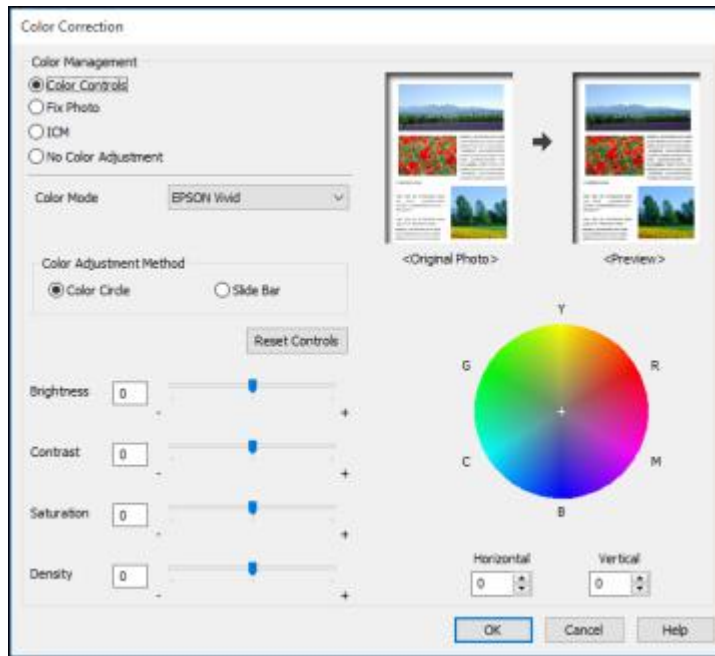 Color Correction
Color Management
Color Controls
Fix Photo
ICM
No Color Adjustment
Color Mode
EPSON Vivid
Color Adjustment Method
Color Circle
Slide Bar
Reset Controls
Brightness
0
-
+
Contrast
0
-
+
Saturation
0
-
+
Density
0
-
+
<Original Photo>
<Preview>
Y
G
R
C
M
B
Horizontal
Vertical
0
0
OK
Cancel
Help